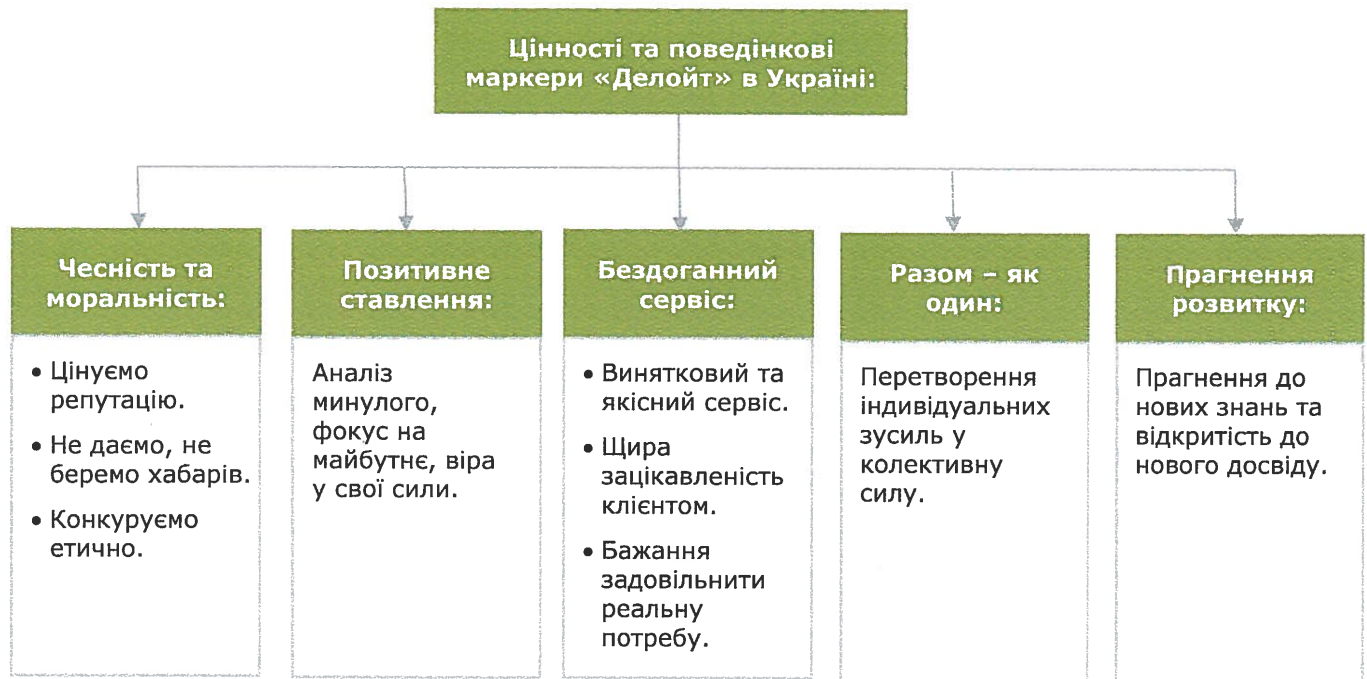 Цінності та поведінкові
маркери «Делойт» в Україні:
Чесність та
моральність:
• Цінуємо
репутацію.
• Не даємо, не
беремо хабарів.
• Конкуруємо
етично.
Позитивне
ставлення:
Аналіз
минулого,
фокус на
майбутнє, віра
у свої сили.
Бездоганний
сервіс:
• Винятковий та
якісний сервіс.
• Щира
зацікавленість
клієнтом.
• Бажання
задовільнити
реальну
потребу.
Разом – як
один:
Перетворення
індивідуальних
зусиль у
колективну
силу.
Прагнення
розвитку:
Прагнення до
нових знань та
відкритість до
нового досвіду.